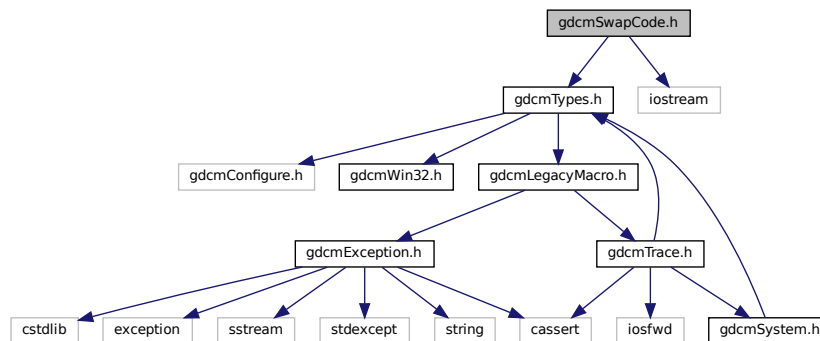 gdcmSwapCode.h
gdcmTypes.h
iostream
gdcmConfigure.h
gdcmWin32.h
gdcmLegacyMacro.h
gdcmException.h
gdcmTrace.h
cstdlib
exception
sstream
stdexcept
string
cassert
iosfwd
gdcmSystem.h